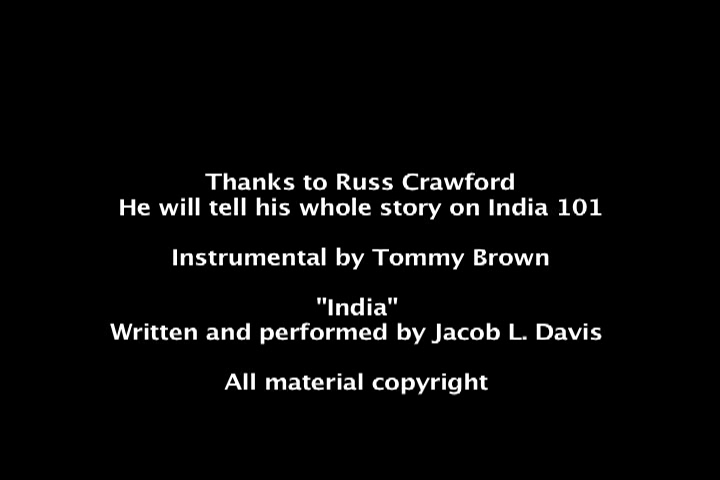 Thanks to Russ Crawford
He will tell his whole story on India 101
Instrumental by Tommy Brown
"India"
Written and performed by Jacob L. Davis
All material copyright